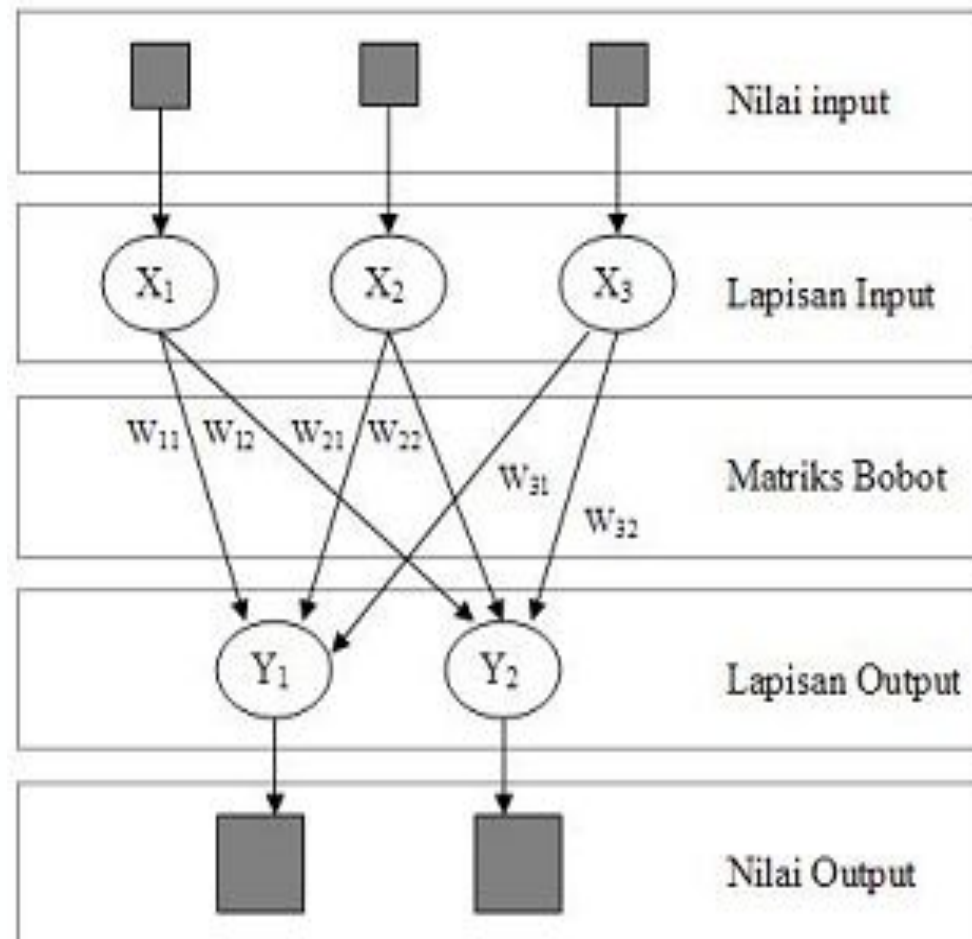 Nilai input
X₁ X₂ X₃
Lapisan Input
W₁₁ W₁₂ W₂₁ W₂₂
W₃₁
Matriks Bobot
W₃₂
Y₁ Y₂
Lapisan Output
Nilai Output